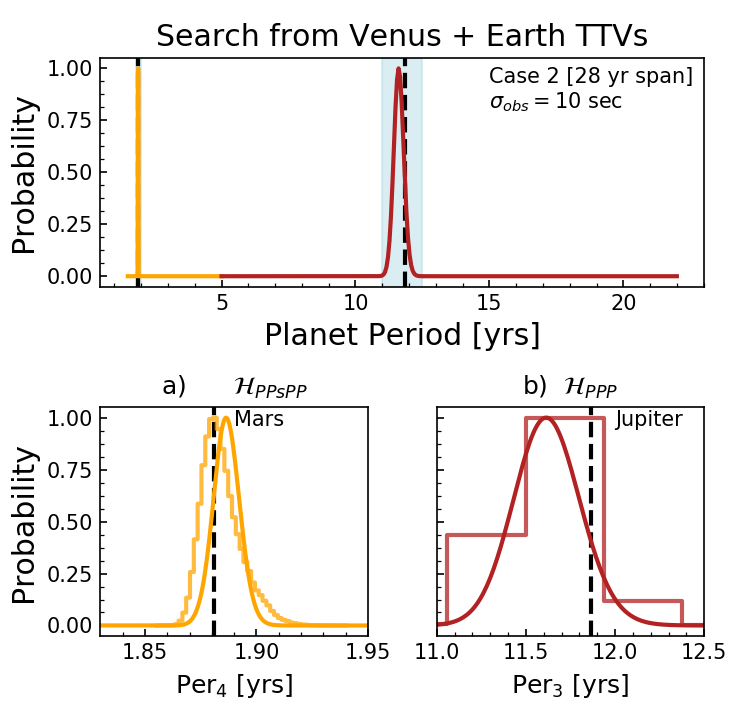 Search from Venus + Earth TTVs
Probability
1.00
0.75
0.50
0.25
0.00
Case 2 [28 yr span]
σobs = 10 sec
5
10
15
20
Planet Period [yrs]
a) ℋPPsPP
Probability
1.00
0.75
0.50
0.25
0.00
Mars
1.85
1.90
1.95
Per4 [yrs]
b) ℋPPP
Jupiter
11.0
11.5
12.0
12.5
Per3 [yrs]